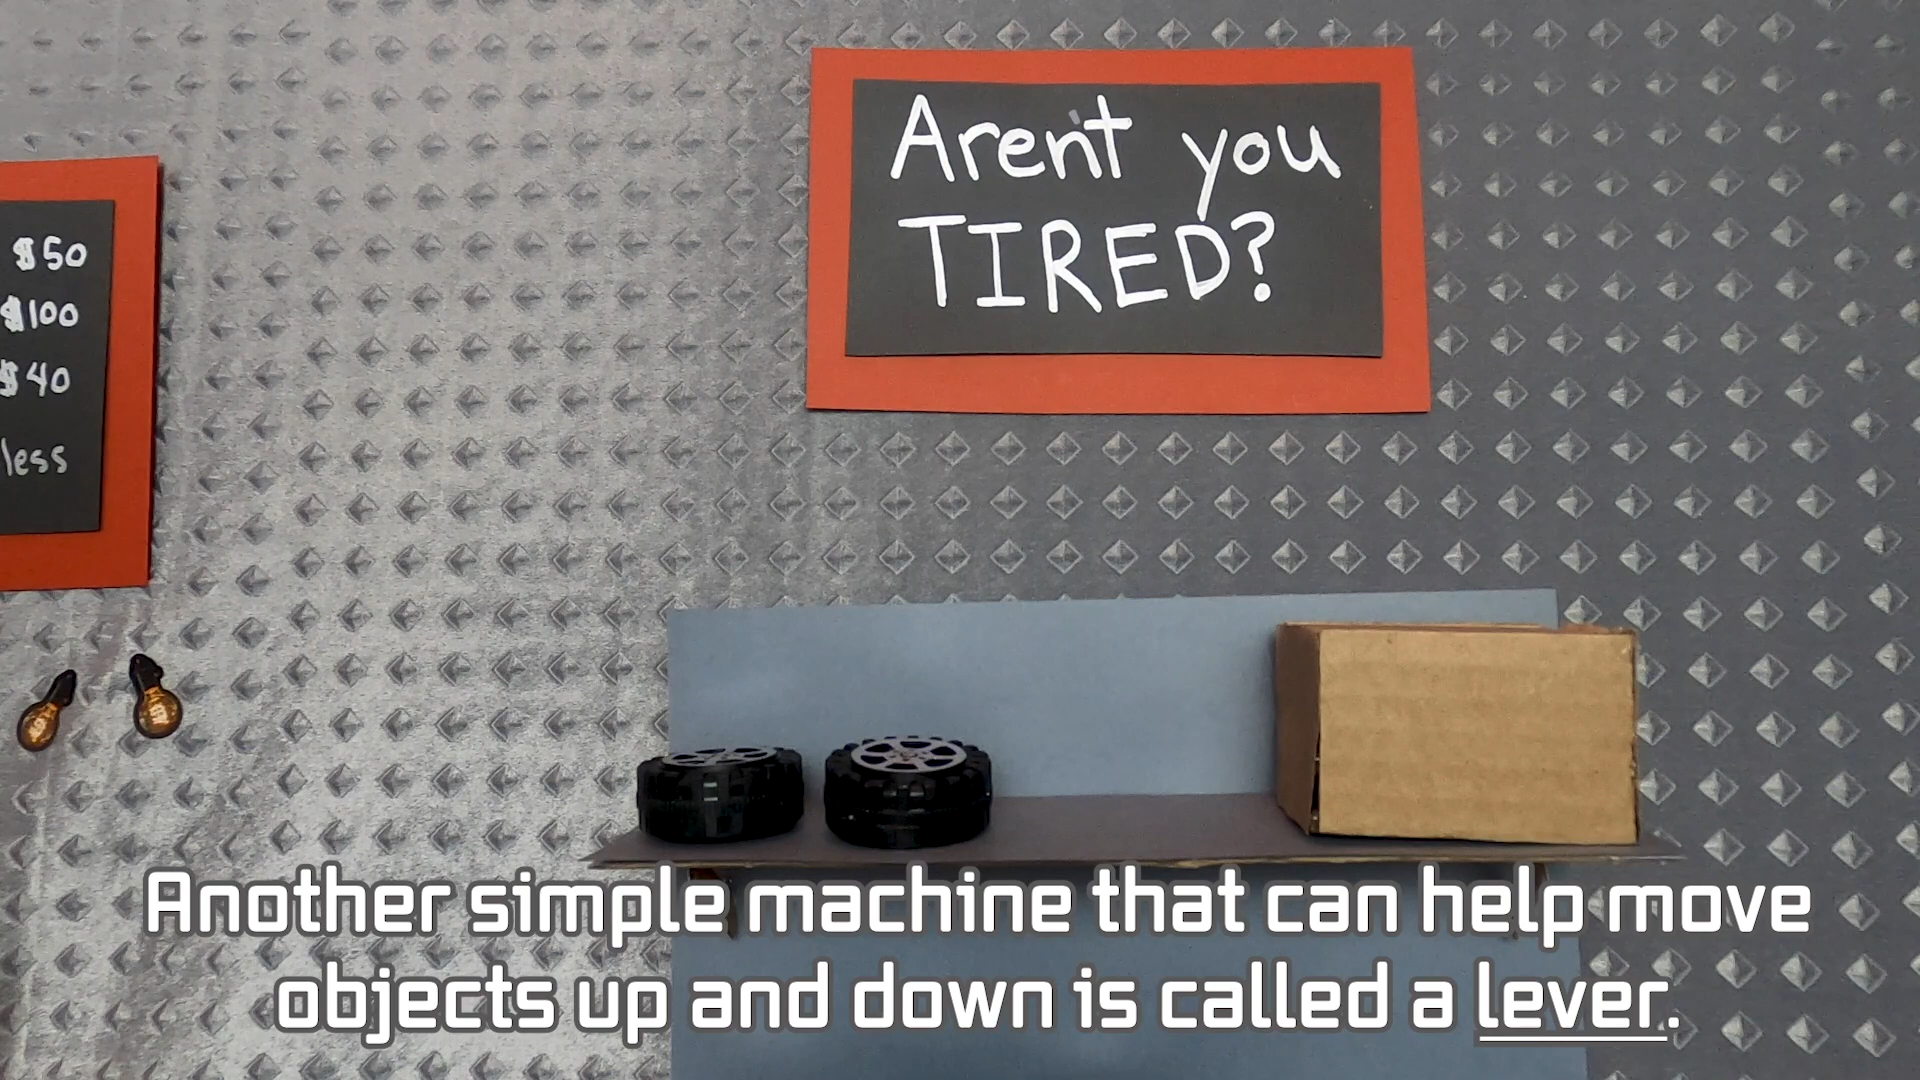 Aren't you
TIRED?
$50
$100
$40
less
Another simple machine that can help move
objects up and down is called a lever.